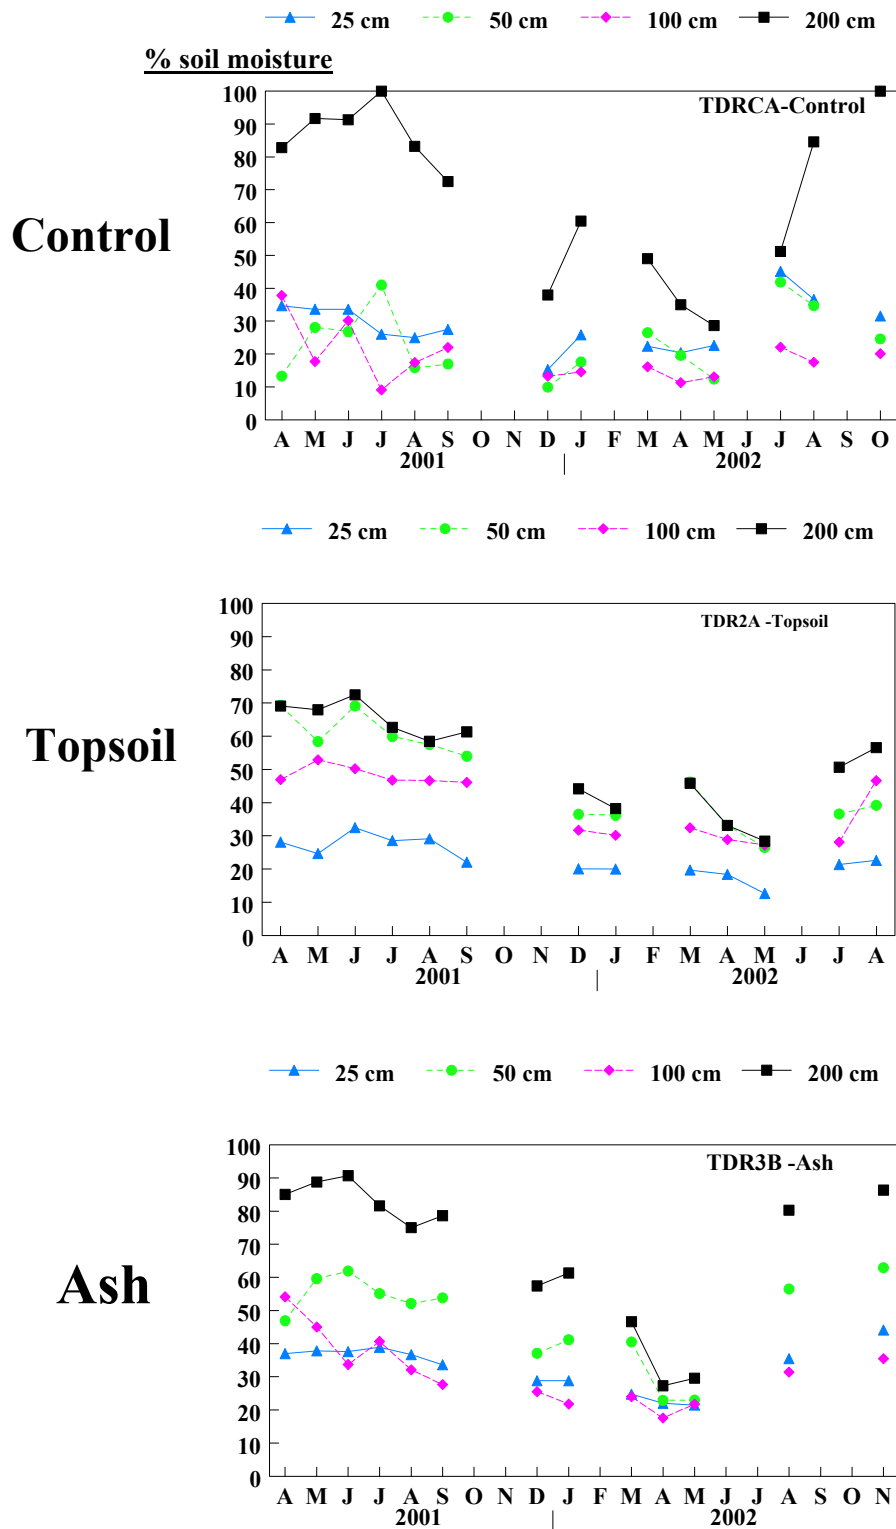 25 cm 50 cm 100 cm 200 cm
% soil moisture
TDRCA-Control
Control
100
90
80
70
60
50
40
30
20
10
0
A M J J A S O N D J F M A M J J A S O
2001 | 2002
25 cm 50 cm 100 cm 200 cm
TDR2A -Topsoil
Topsoil
100
90
80
70
60
50
40
30
20
10
0
A M J J A S O N D J F M A M J J A
2001 | 2002
25 cm 50 cm 100 cm 200 cm
TDR3B -Ash
Ash
100
90
80
70
60
50
40
30
20
10
0
A M J J A S O N D J F M A M J J A S O N
2001 | 2002